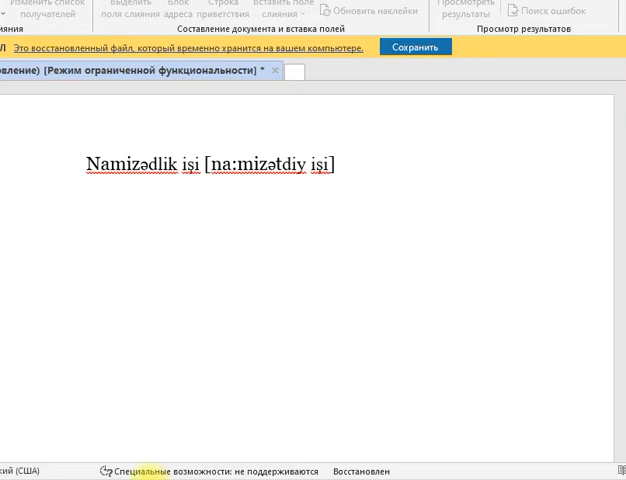 Изменить список получателей
Выделить поля слияния
Блок адреса
Строка приветствия
Вставить поле слияния
Обновить наклейки
Просмотреть результаты
Поиск ошибок
Составление документа и вставка полей
Просмотр результатов
Это восстановленный файл, который временно хранится на вашем компьютере.
Сохранить
овление) [Режим ограниченной функциональности] *
Namizədlik işi [na:mizətdiy işi]
кий (США)
Специальные возможности: не поддерживаются
Восстановлен